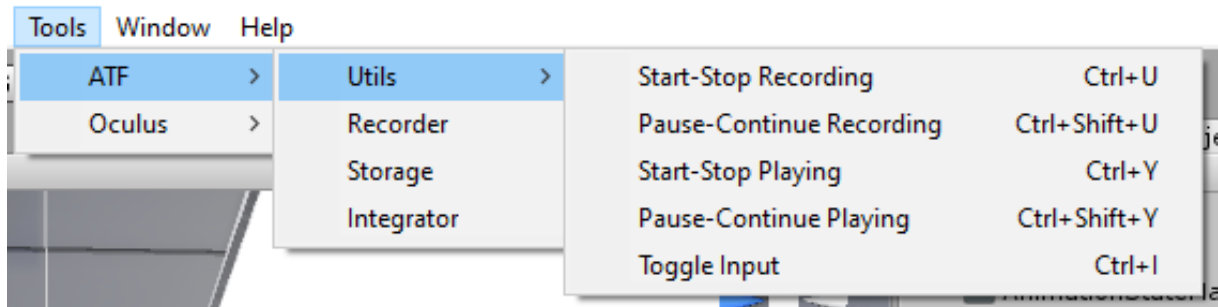 Tools Window Help
ATF > Utils > Start-Stop Recording Ctrl+U
Oculus > Recorder Pause-Continue Recording Ctrl+Shift+U
Storage Start-Stop Playing Ctrl+Y
Integrator Pause-Continue Playing Ctrl+Shift+Y
Toggle Input Ctrl+I